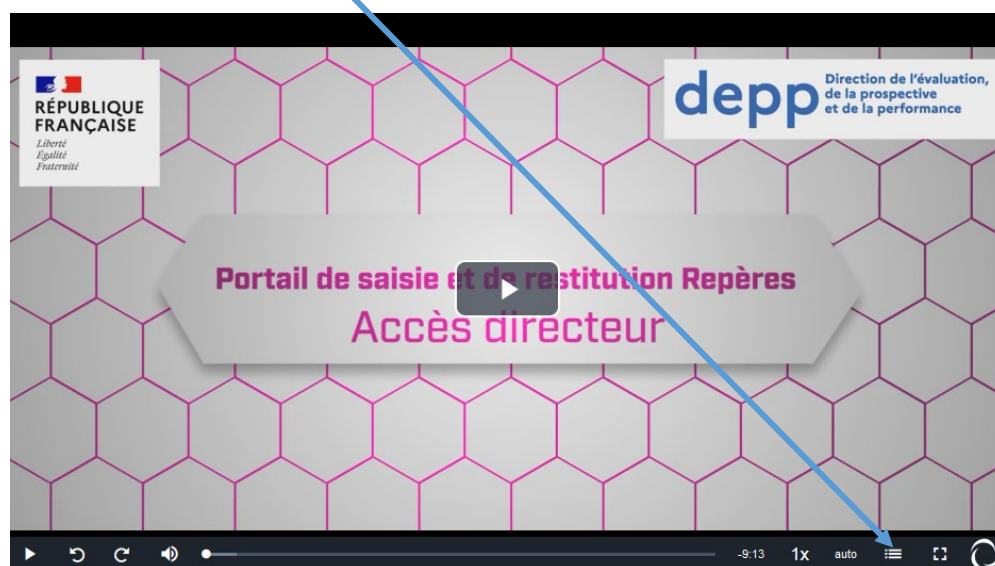 RÉPUBLIQUE
FRANÇAISE
Liberté
Égalité
Fraternité
depp
Direction de l'évaluation,
de la prospective
et de la performance
Portail de saisie et de restitution Repères
Accès directeur
-9:13 1x auto